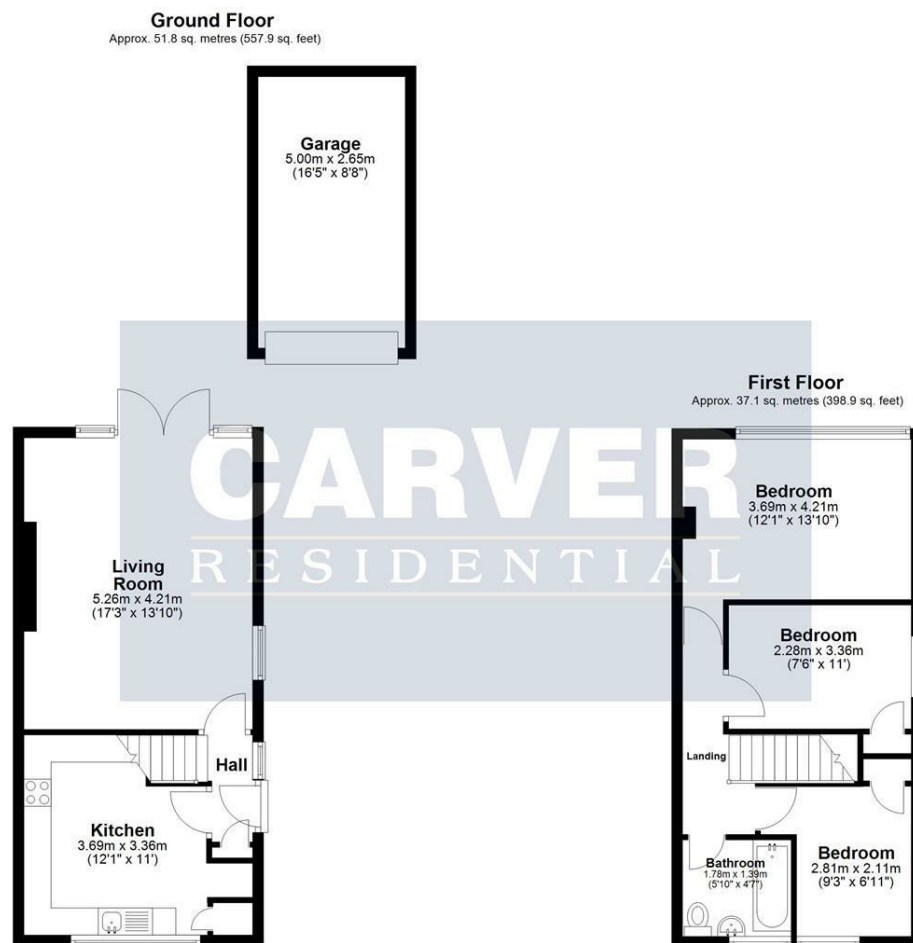 Ground Floor
Approx. 51.8 sq. metres (557.9 sq. feet)
Garage
5.00m x 2.65m
(16'5" x 8'8")
First Floor
Approx. 37.1 sq. metres (398.9 sq. feet)
CARVER
RESIDENTIAL
Living
Room
5.26m x 4.21m
(17'3" x 13'10")
Hall
Kitchen
3.69m x 3.36m
(12'1" x 11')
Bedroom
3.69m x 4.21m
(12'1" x 13'10")
Bedroom
2.28m x 3.36m
(7'6" x 11')
Landing
Bathroom
1.78m x 1.39m
(5'10" x 4'7")
Bedroom
2.81m x 2.11m
(9'3" x 6'11")